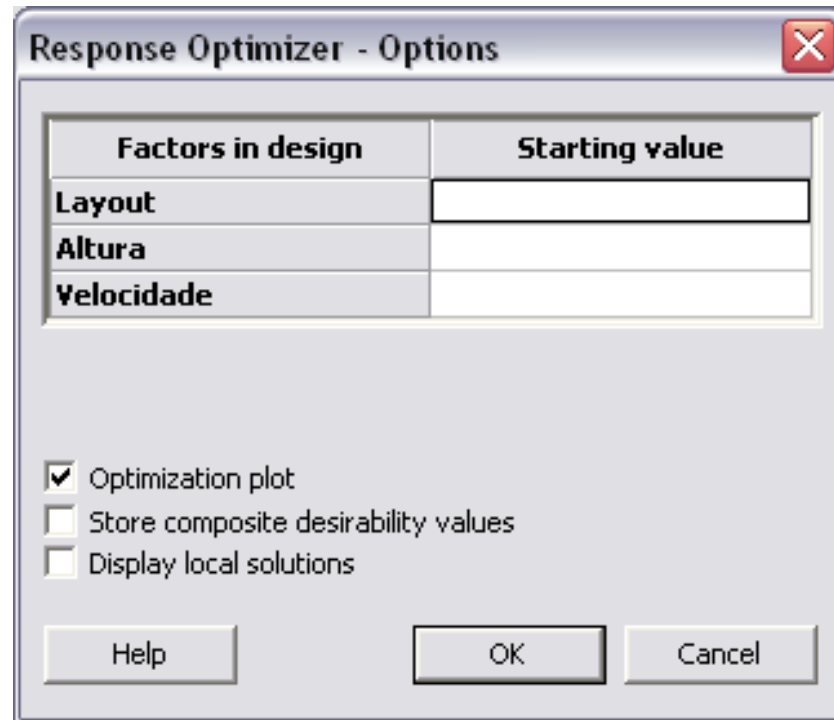 Response Optimizer - Options
Factors in design Starting value
Layout
Altura
Velocidade
Optimization plot
Store composite desirability values
Display local solutions
Help OK Cancel